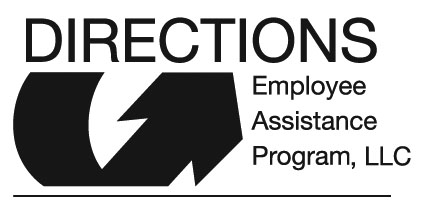 DIRECTIONS
Employee
Assistance
Program, LLC